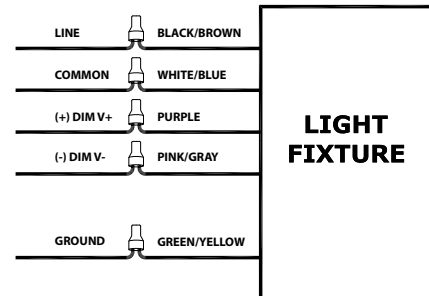 LINE BLACK/BROWN
COMMON WHITE/BLUE
(+) DIM V+ PURPLE
(-) DIM V- PINK/GRAY
LIGHT
FIXTURE
GROUND GREEN/YELLOW